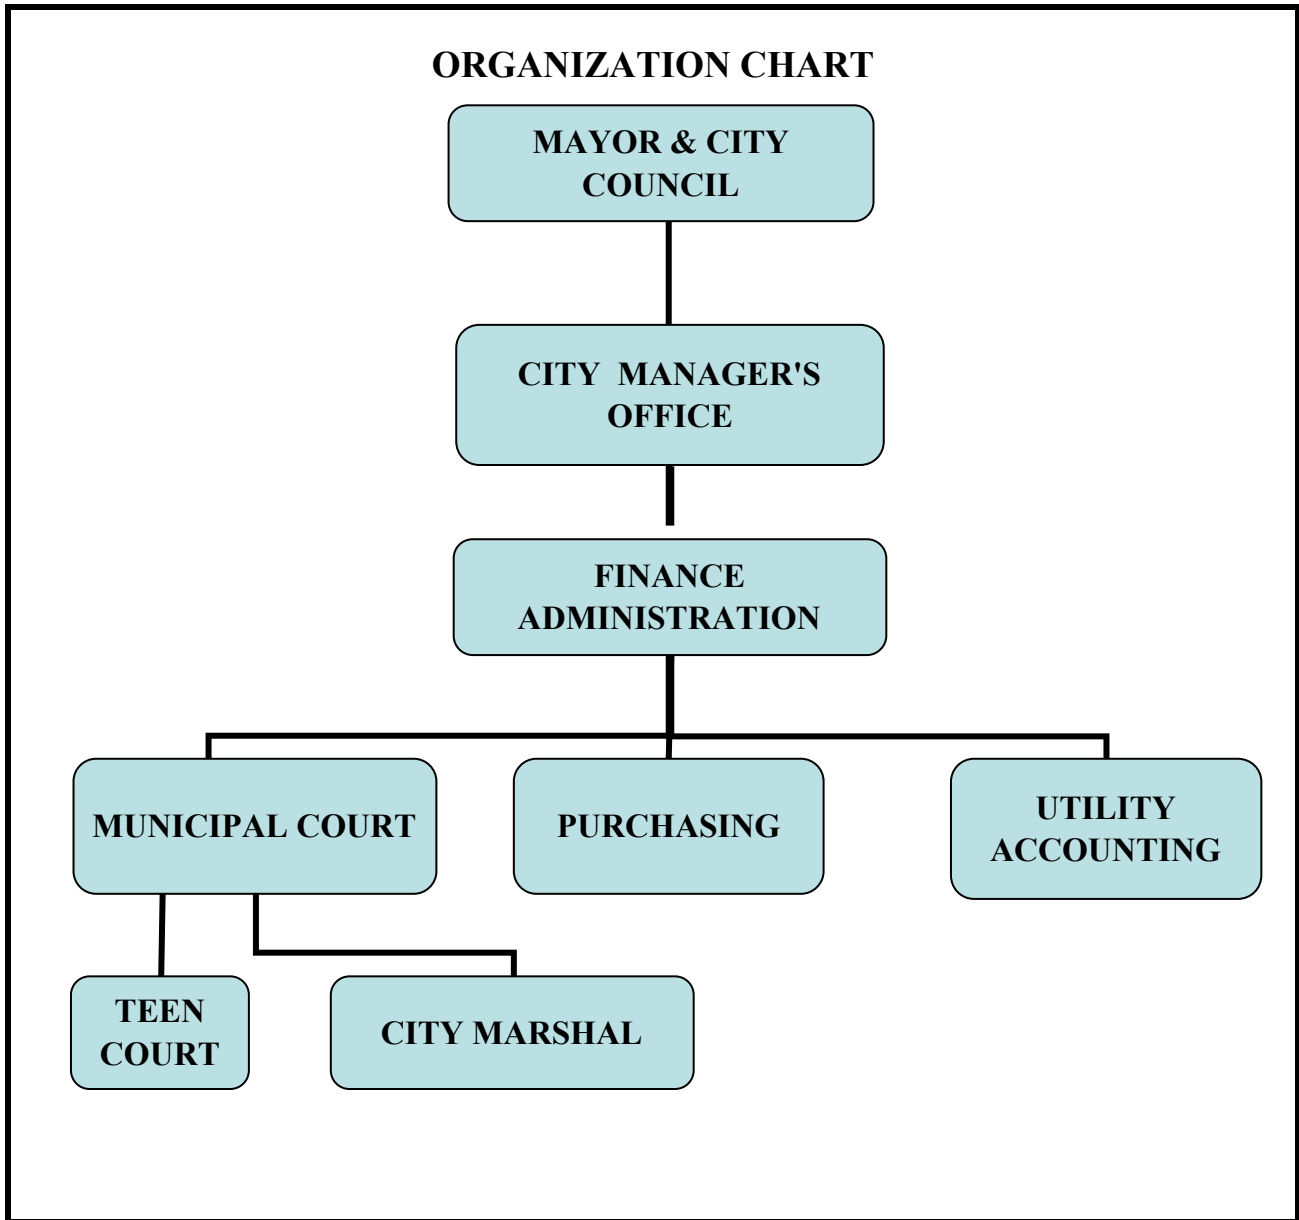 ORGANIZATION CHART
MAYOR & CITY
COUNCIL
CITY  MANAGER'S
OFFICE
FINANCE
ADMINISTRATION
MUNICIPAL COURT
PURCHASING
UTILITY
ACCOUNTING
TEEN
COURT
CITY MARSHAL